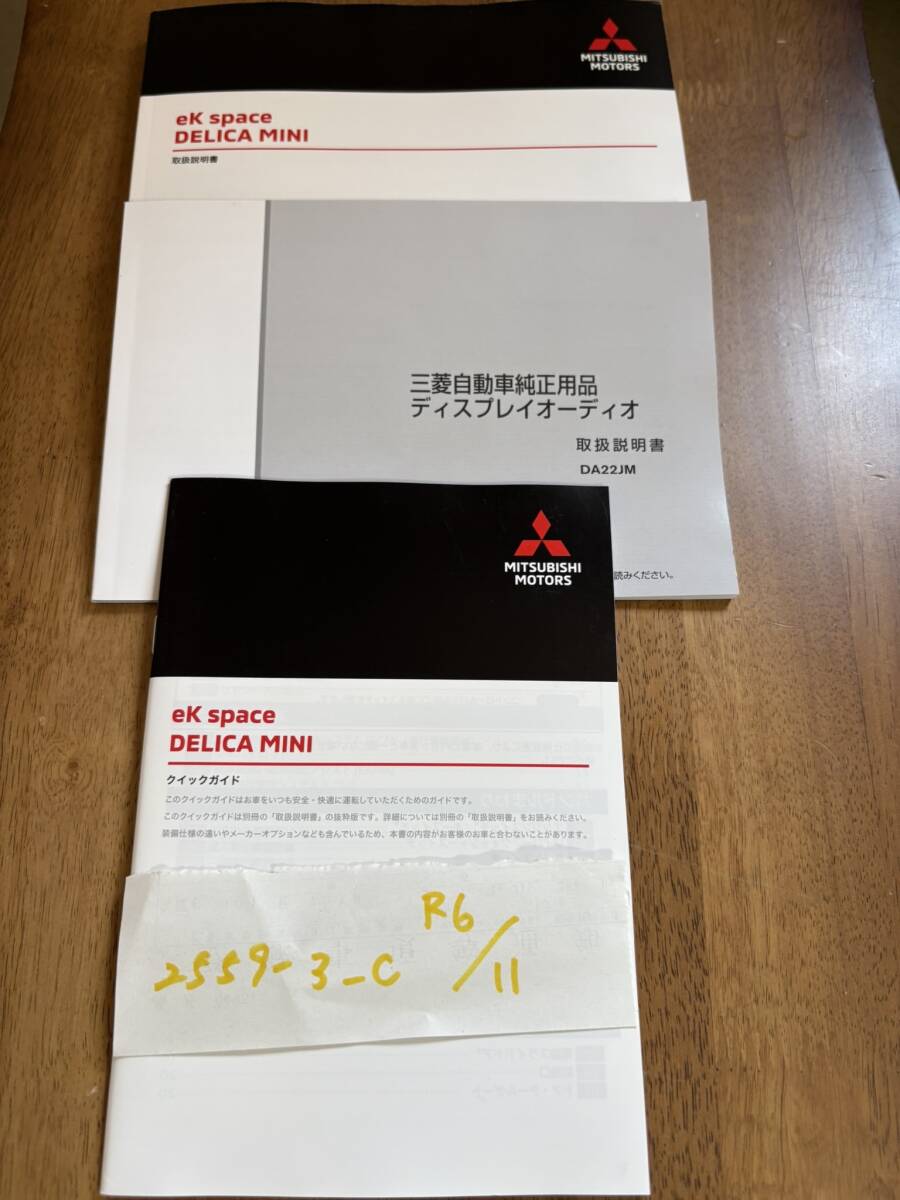 MITSUBISHI
MOTORS
eK space
DELICA MINI
取扱説明書
三菱自動車純正用品
ディスプレイオーディオ
取扱説明書
DA22JM
読みください。
MITSUBISHI
MOTORS
eK space
DELICA MINI
クイックガイド
このクイックガイドはお車をいつも安全・快適に運転していただくためのガイドです。
このクイックガイドは別冊の「取扱説明書」の抜粋版です。詳細については別冊の「取扱説明書」をお読みください。
装備仕様の違いやメーカーオプションなども含んでいるため、本書の内容がお客様のお車と合わないことがあります。
2559-3-C R6/11